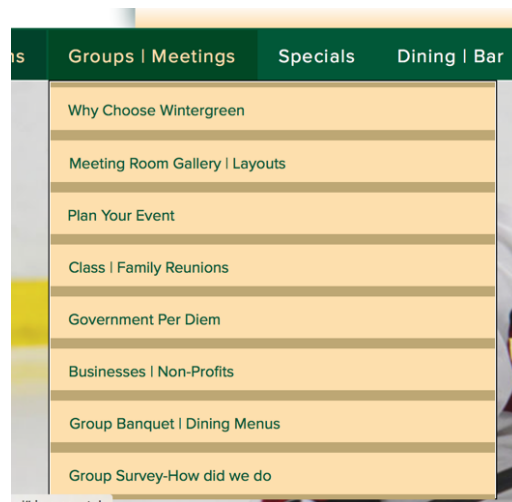 Groups | Meetings
Specials
Dining | Bar
Why Choose Wintergreen
Meeting Room Gallery | Layouts
Plan Your Event
Class | Family Reunions
Government Per Diem
Businesses | Non-Profits
Group Banquet | Dining Menus
Group Survey-How did we do